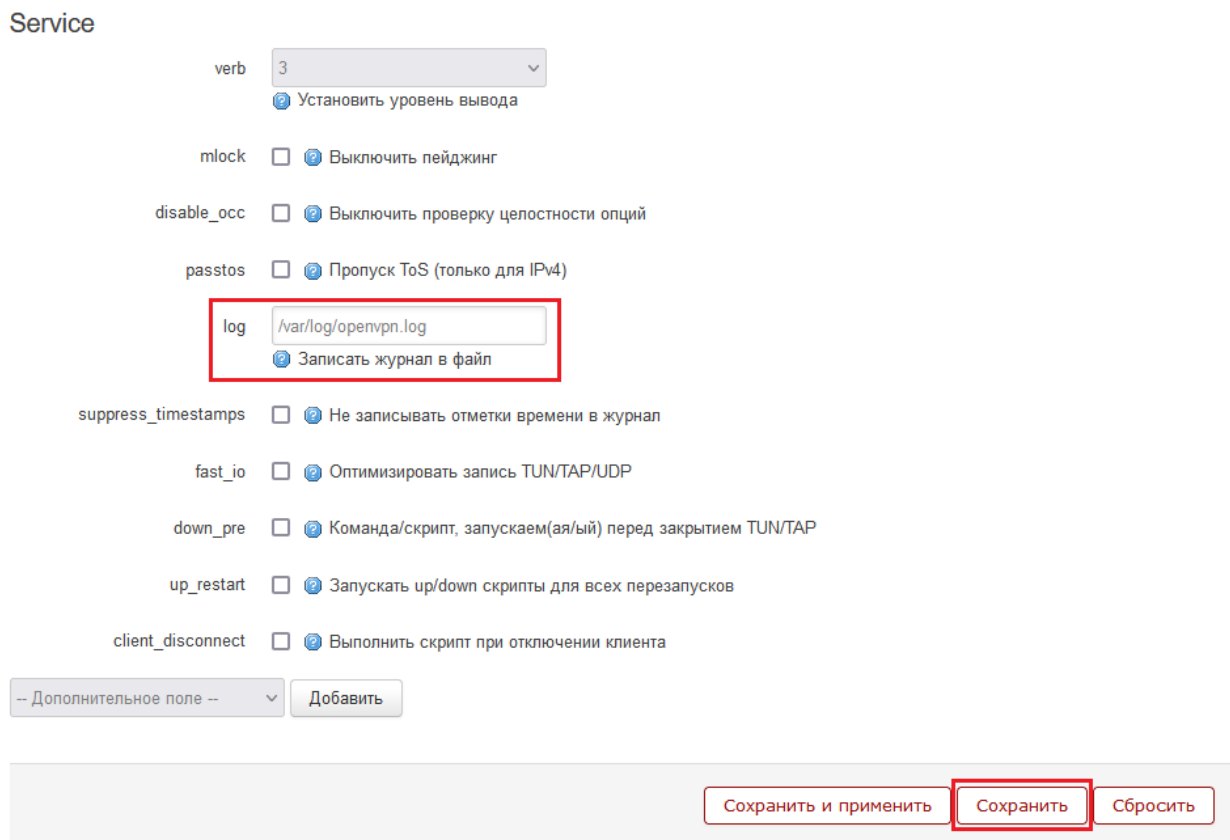 Service
verb 3
Установить уровень вывода
mlock Выключить пейджинг
disable_occ Выключить проверку целостности опций
passtos Пропуск ToS (только для IPv4)
log /var/log/openvpn.log
Записать журнал в файл
suppress_timestamps Не записывать отметки времени в журнал
fast_io Оптимизировать запись TUN/TAP/UDP
down_pre Команда/скрипт, запускаем(ая/ый) перед закрытием TUN/TAP
up_restart Запускать up/down скрипты для всех перезапусков
client_disconnect Выполнить скрипт при отключении клиента
-- Дополнительное поле -- Добавить
Сохранить и применить Сохранить Сбросить